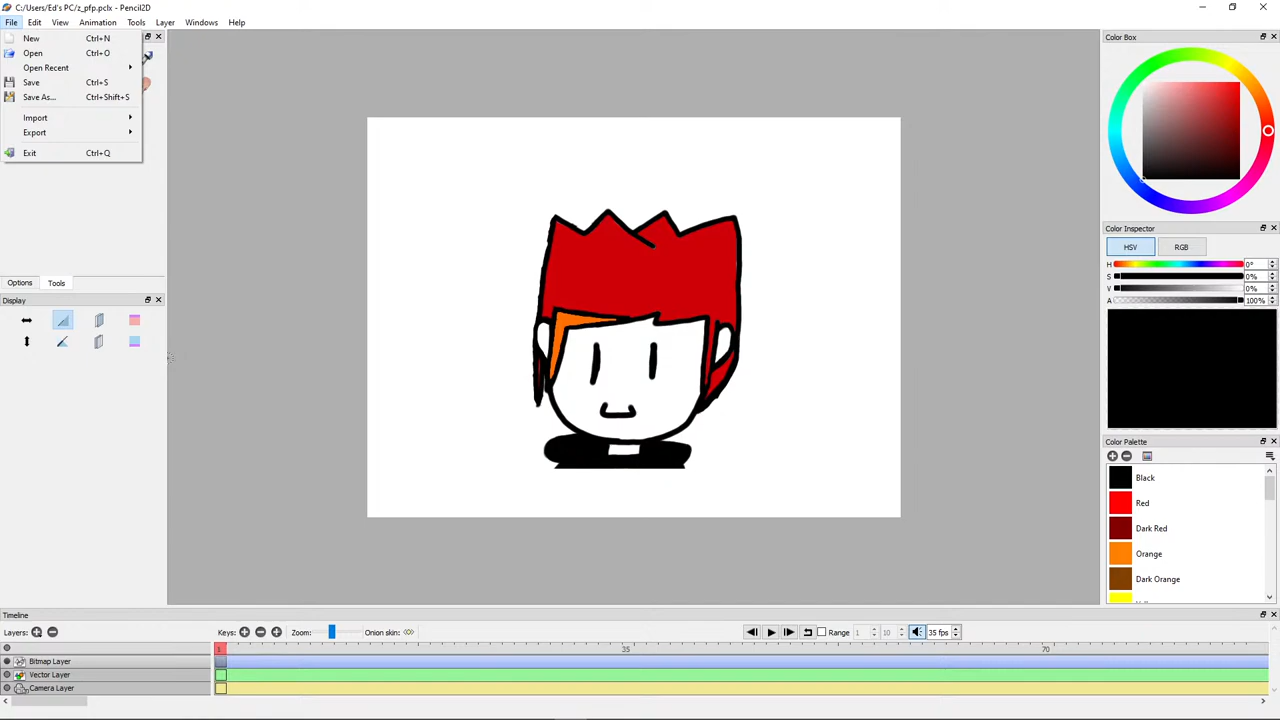 C:/Users/Ed's PC/z_pfp.pclx - Pencil2D
File Edit View Animation Tools Layer Windows Help
New Ctrl+N
Open Ctrl+O
Open Recent
Save Ctrl+S
Save As... Ctrl+Shift+S
Import
Export
Exit Ctrl+Q
Options Tools
Display
Color Box
Color Inspector
HSV RGB
H 0°
S 0%
V 0%
A 100%
Color Palette
Black
Red
Dark Red
Orange
Dark Orange
Timeline
Layers: Keys: Zoom: Onion skin: Range 1 10 35 fps
1 35 70
Bitmap Layer
Vector Layer
Camera Layer